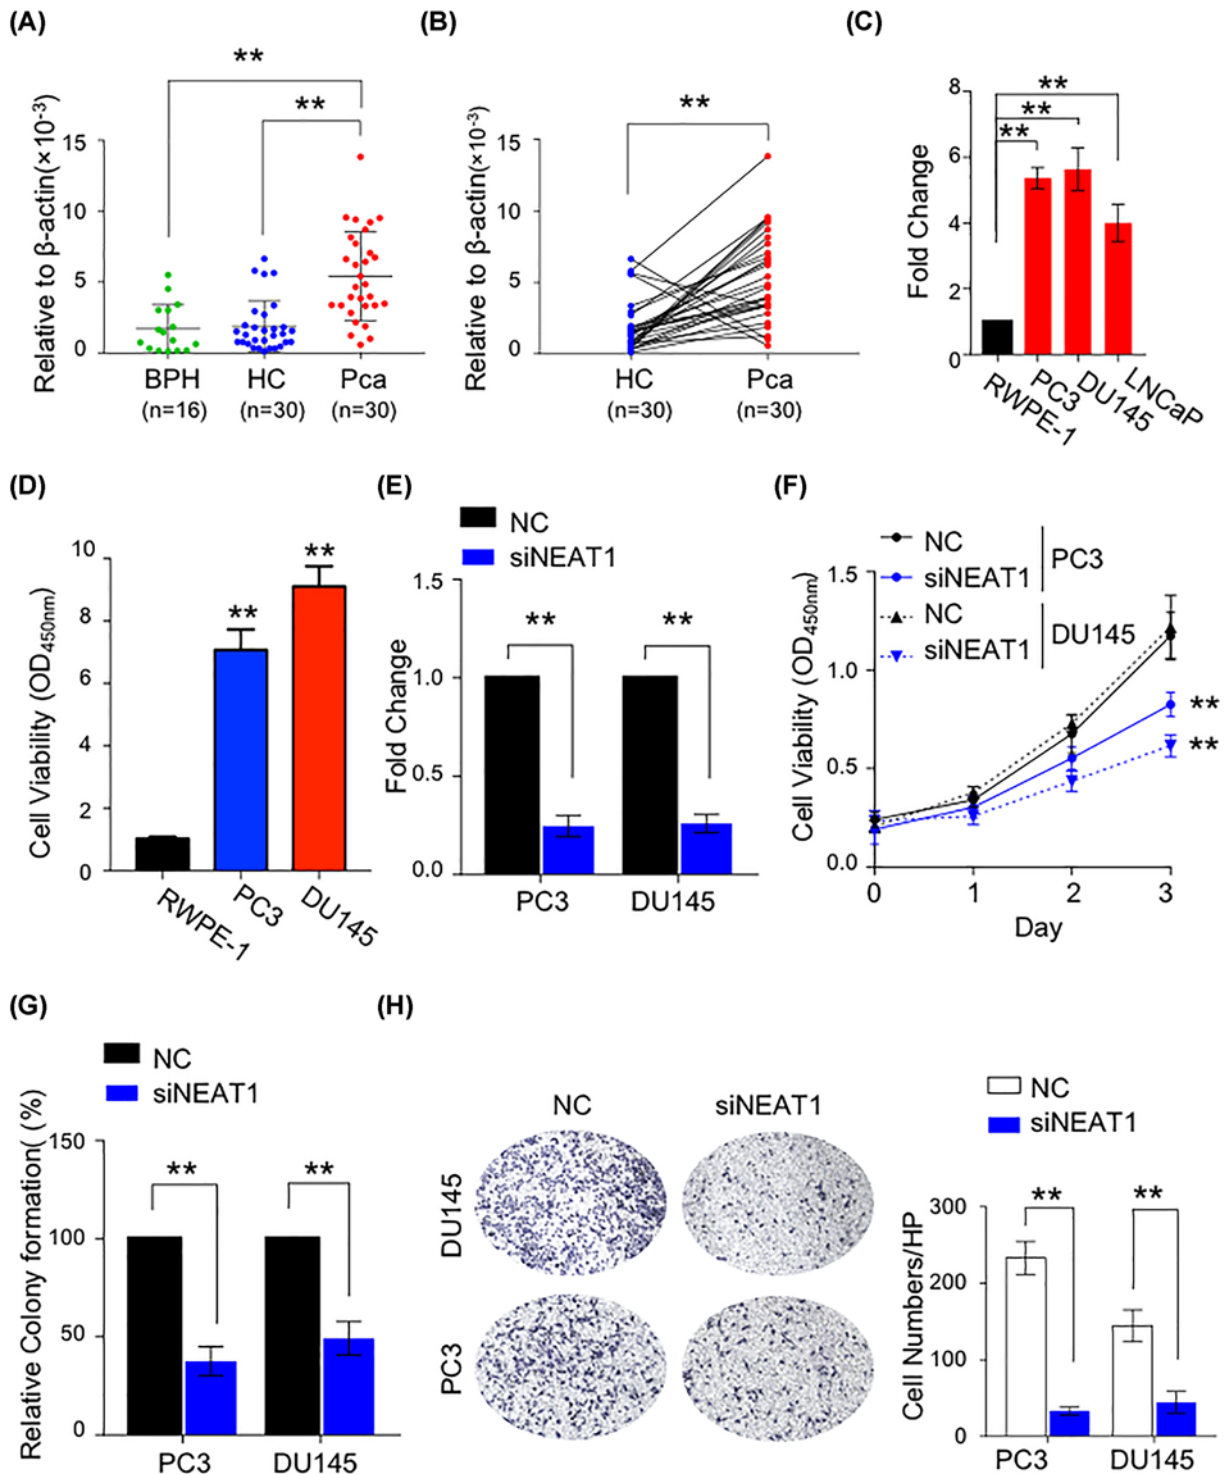 (A)
**
**
Relative to β-actin(×10-3)
15
10
5
0
BPH
HC
Pca
(n=16)
(n=30)
(n=30)
(B)
**
Relative to β-actin(×10-3)
15
10
5
0
HC
Pca
(n=30)
(n=30)
(C)
**
**
**
Fold Change
8
6
4
2
0
RWPE-1
PC3
DU145
LNCaP
(D)
Cell Viability (OD450nm)
10
8
6
4
2
0
**
**
RWPE-1
PC3
DU145
(E)
NC
siNEAT1
Fold Change
1.5
1.0
0.5
0.0
**
**
PC3
DU145
(F)
NC
siNEAT1
PC3
NC
siNEAT1
DU145
Cell Viability (OD450nm)
1.5
1.0
0.5
0.0
**
**
0
1
2
3
Day
(G)
NC
siNEAT1
Relative Colony formation( (%)
150
100
50
0
**
**
PC3
DU145
(H)
NC
siNEAT1
DU145
PC3
NC
siNEAT1
Cell Numbers/HP
300
200
100
0
**
**
PC3
DU145